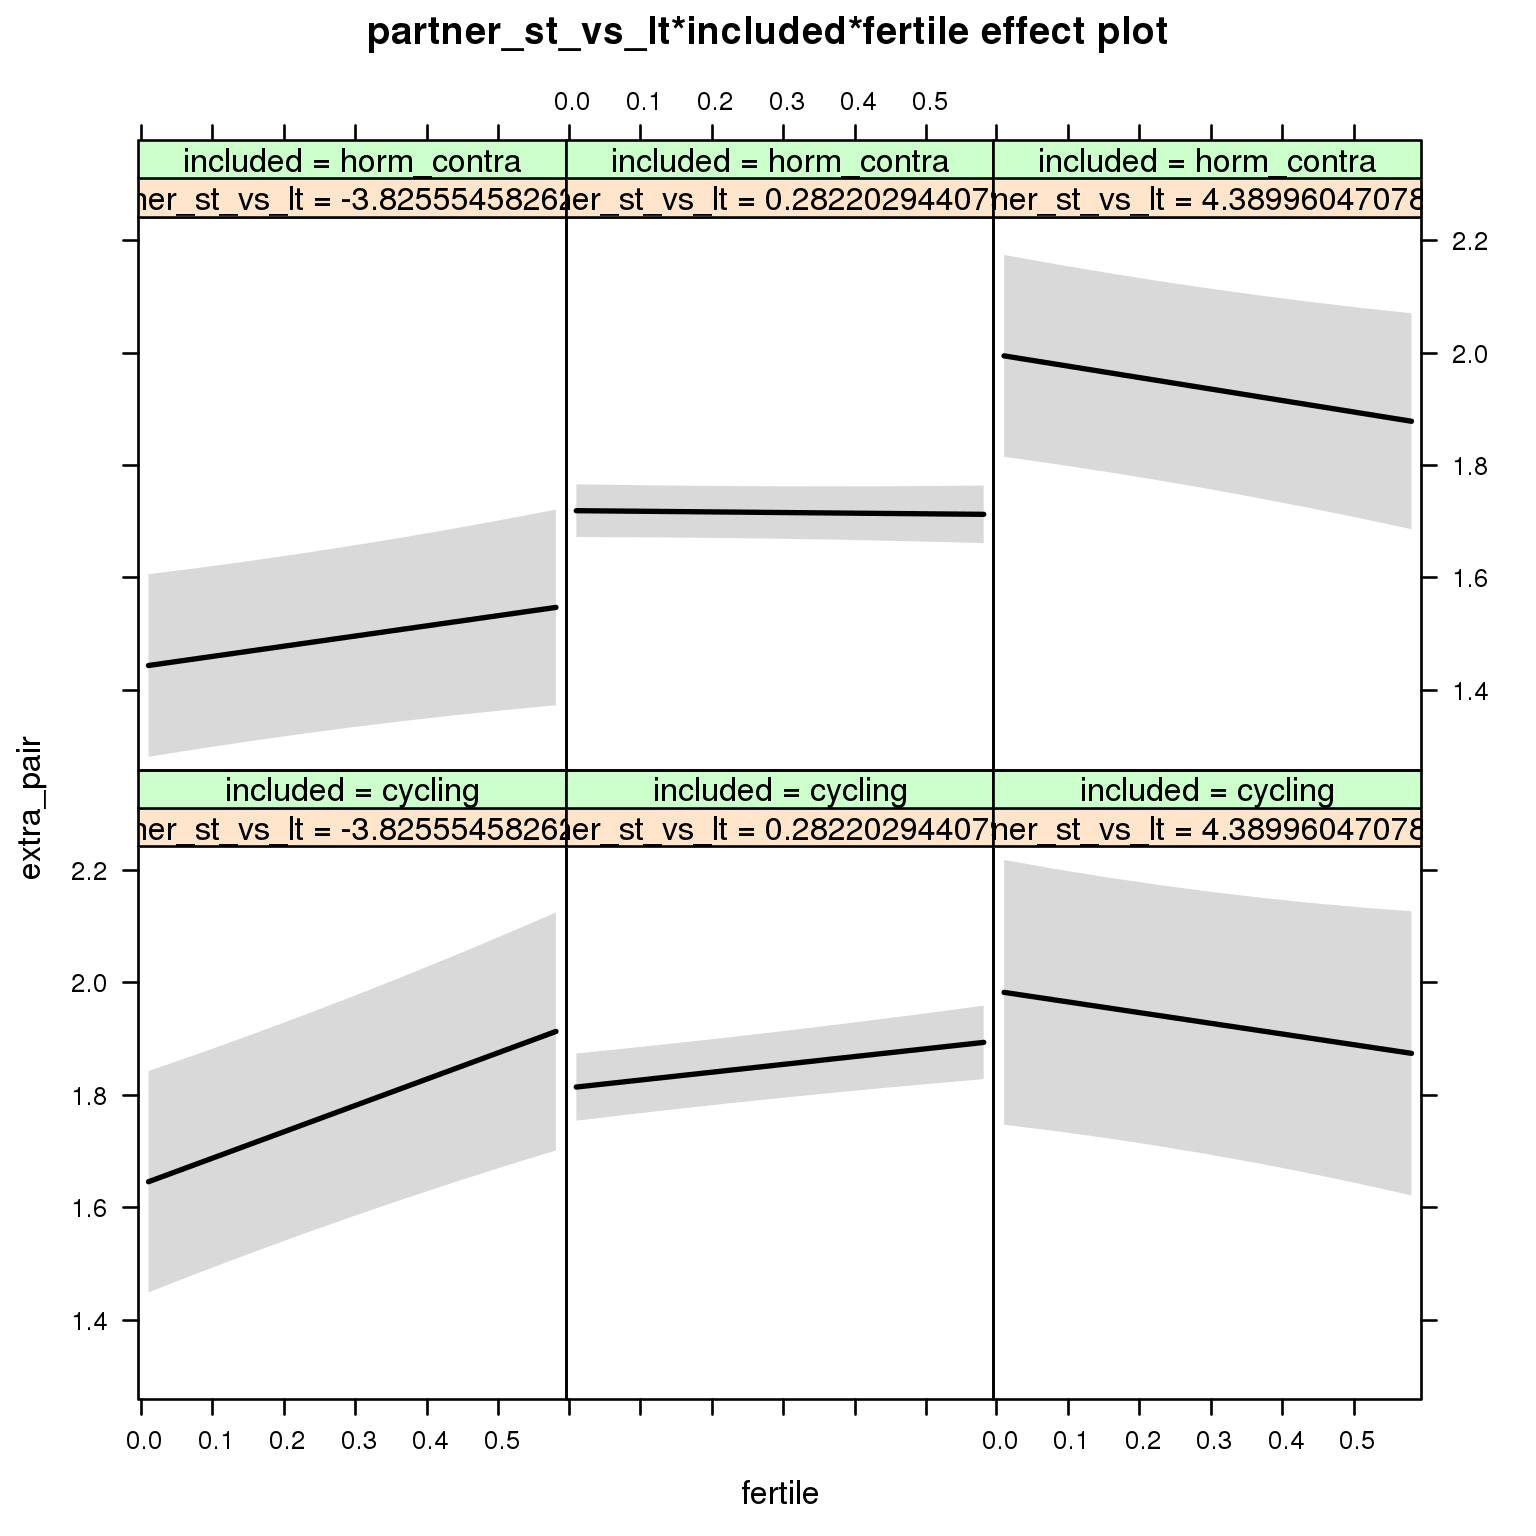 partner_st_vs_lt*included*fertile effect plot
0.0 0.1 0.2 0.3 0.4 0.5
included = horm_contra included = horm_contra included = horm_contra
ner_st_vs_lt = -3.82555458262 er_st_vs_lt = 0.28220294407 ner_st_vs_lt = 4.38996047078
2.2
2.0
1.8
1.6
1.4
extra_pair
included = cycling included = cycling included = cycling
ner_st_vs_lt = -3.82555458262 er_st_vs_lt = 0.28220294407 ner_st_vs_lt = 4.38996047078
2.2
2.0
1.8
1.6
1.4
0.0 0.1 0.2 0.3 0.4 0.5 0.0 0.1 0.2 0.3 0.4 0.5
fertile